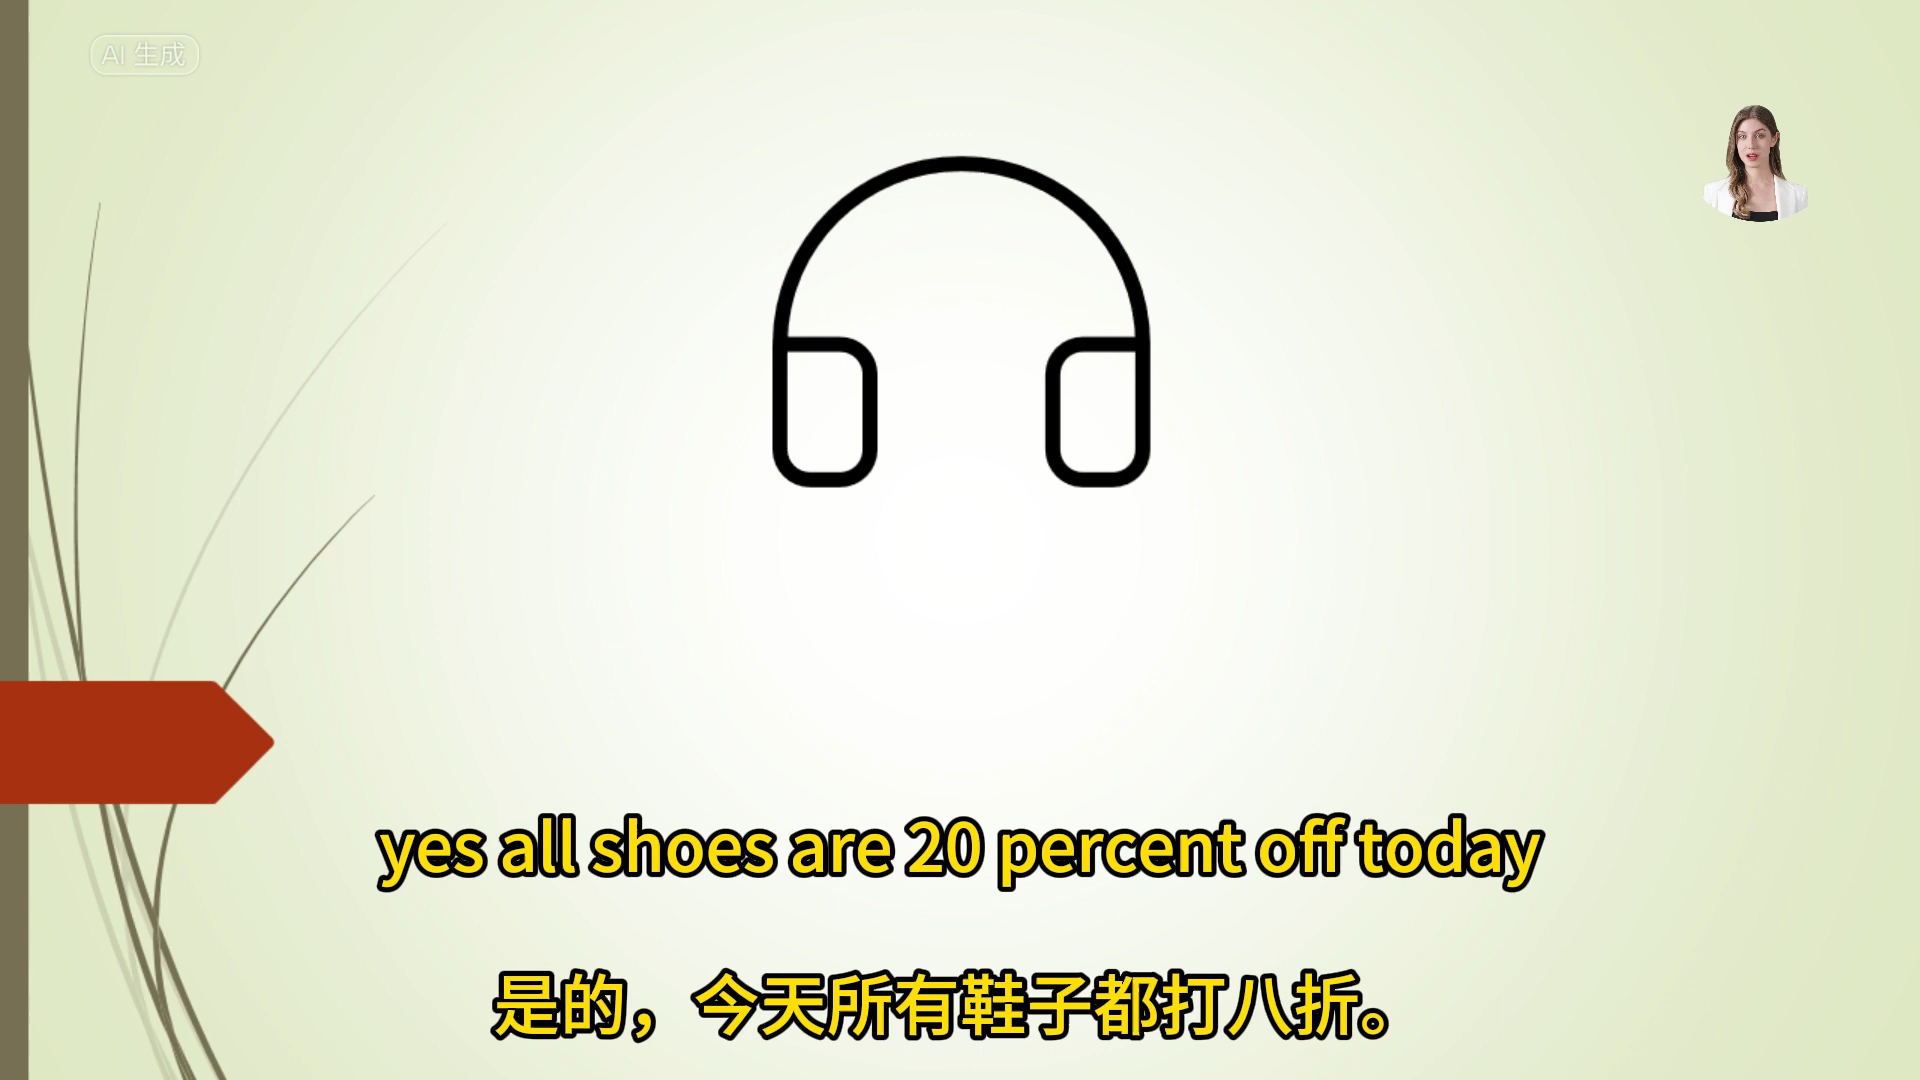 AI 生成
yes all shoes are 20 percent off today
是的，今天所有鞋子都打八折。